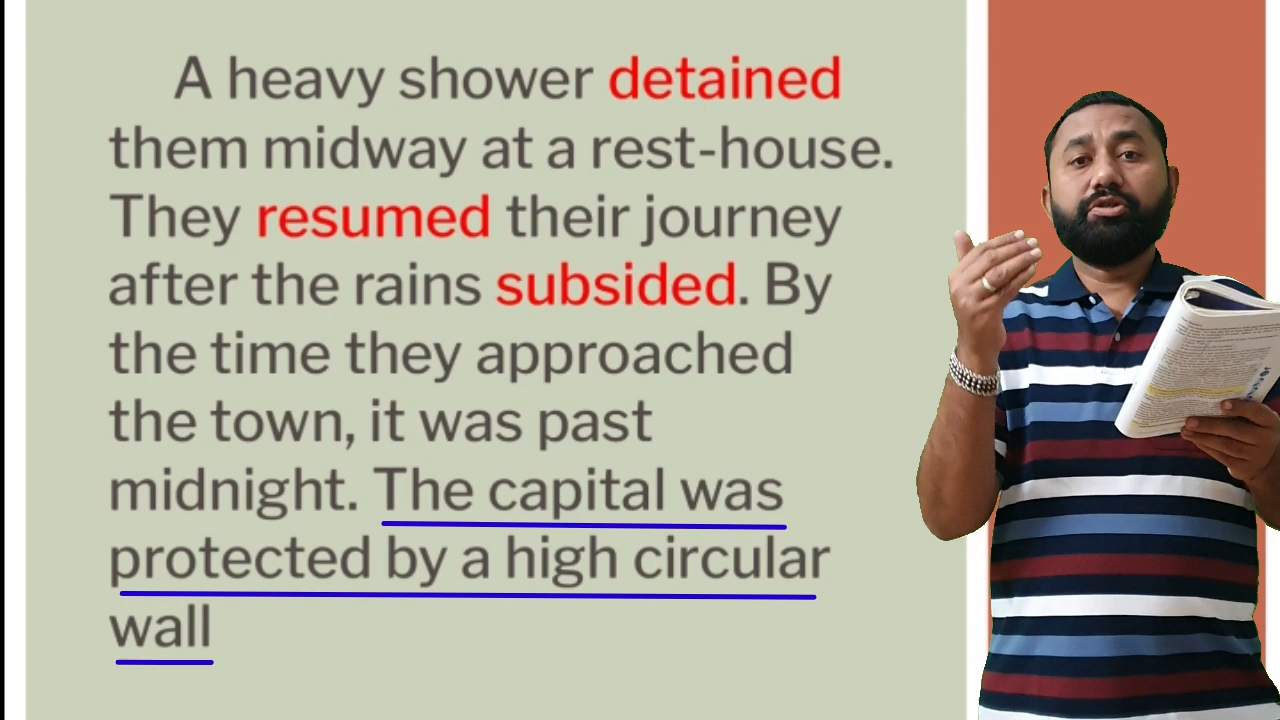 A heavy shower detained
them midway at a rest-house.
They resumed their journey
after the rains subsided. By
the time they approached
the town, it was past
midnight. The capital was
protected by a high circular
wall